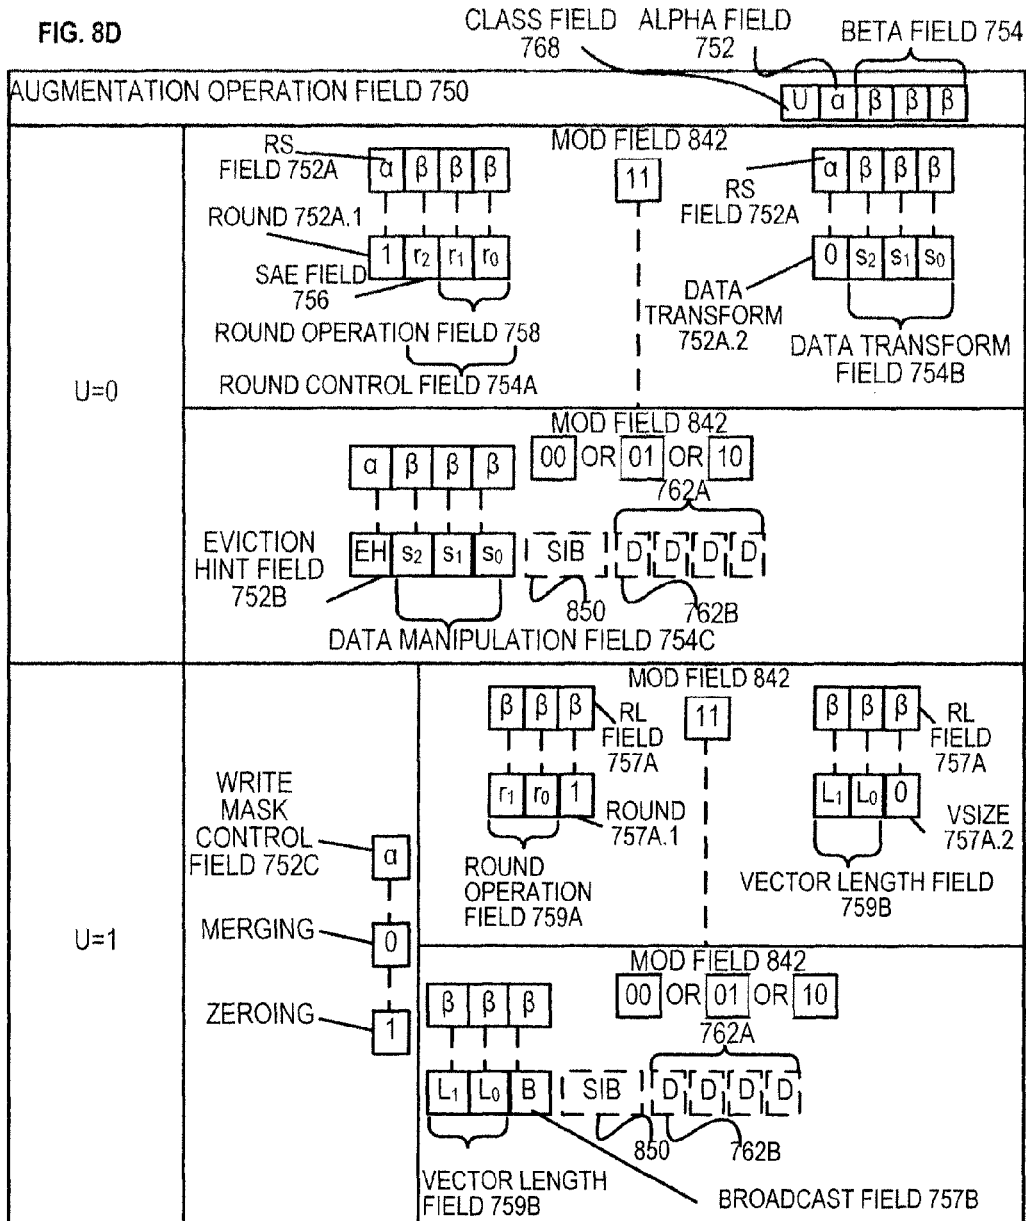 FIG. 8D
CLASS FIELD
768
ALPHA FIELD
752
BETA FIELD 754
AUGMENTATION OPERATION FIELD 750
U α β β β
U=0
RS
FIELD 752A
α β β β
ROUND 752A.1
1 r2 r1 r0
SAE FIELD
756
ROUND OPERATION FIELD 758
ROUND CONTROL FIELD 754A
MOD FIELD 842
11
RS
FIELD 752A
α β β β
0 s2 s1 s0
DATA
TRANSFORM
752A.2
DATA TRANSFORM
FIELD 754B
MOD FIELD 842
00 OR 01 OR 10
α β β β
762A
EVICTION
HINT FIELD
752B
EH s2 s1 s0 SIB D D D D
850
762B
DATA MANIPULATION FIELD 754C
U=1
WRITE
MASK
CONTROL
FIELD 752C
α
MERGING
0
ZEROING
1
MOD FIELD 842
11
β β β
RL
FIELD
757A
r1 r0 1
ROUND
757A.1
ROUND
OPERATION
FIELD 759A
β β β
RL
FIELD
757A
L1 L0 0
VSIZE
757A.2
VECTOR LENGTH FIELD
759B
MOD FIELD 842
00 OR 01 OR 10
β β β
762A
L1 L0 B SIB D D D D
850
762B
VECTOR LENGTH
FIELD 759B
BROADCAST FIELD 757B